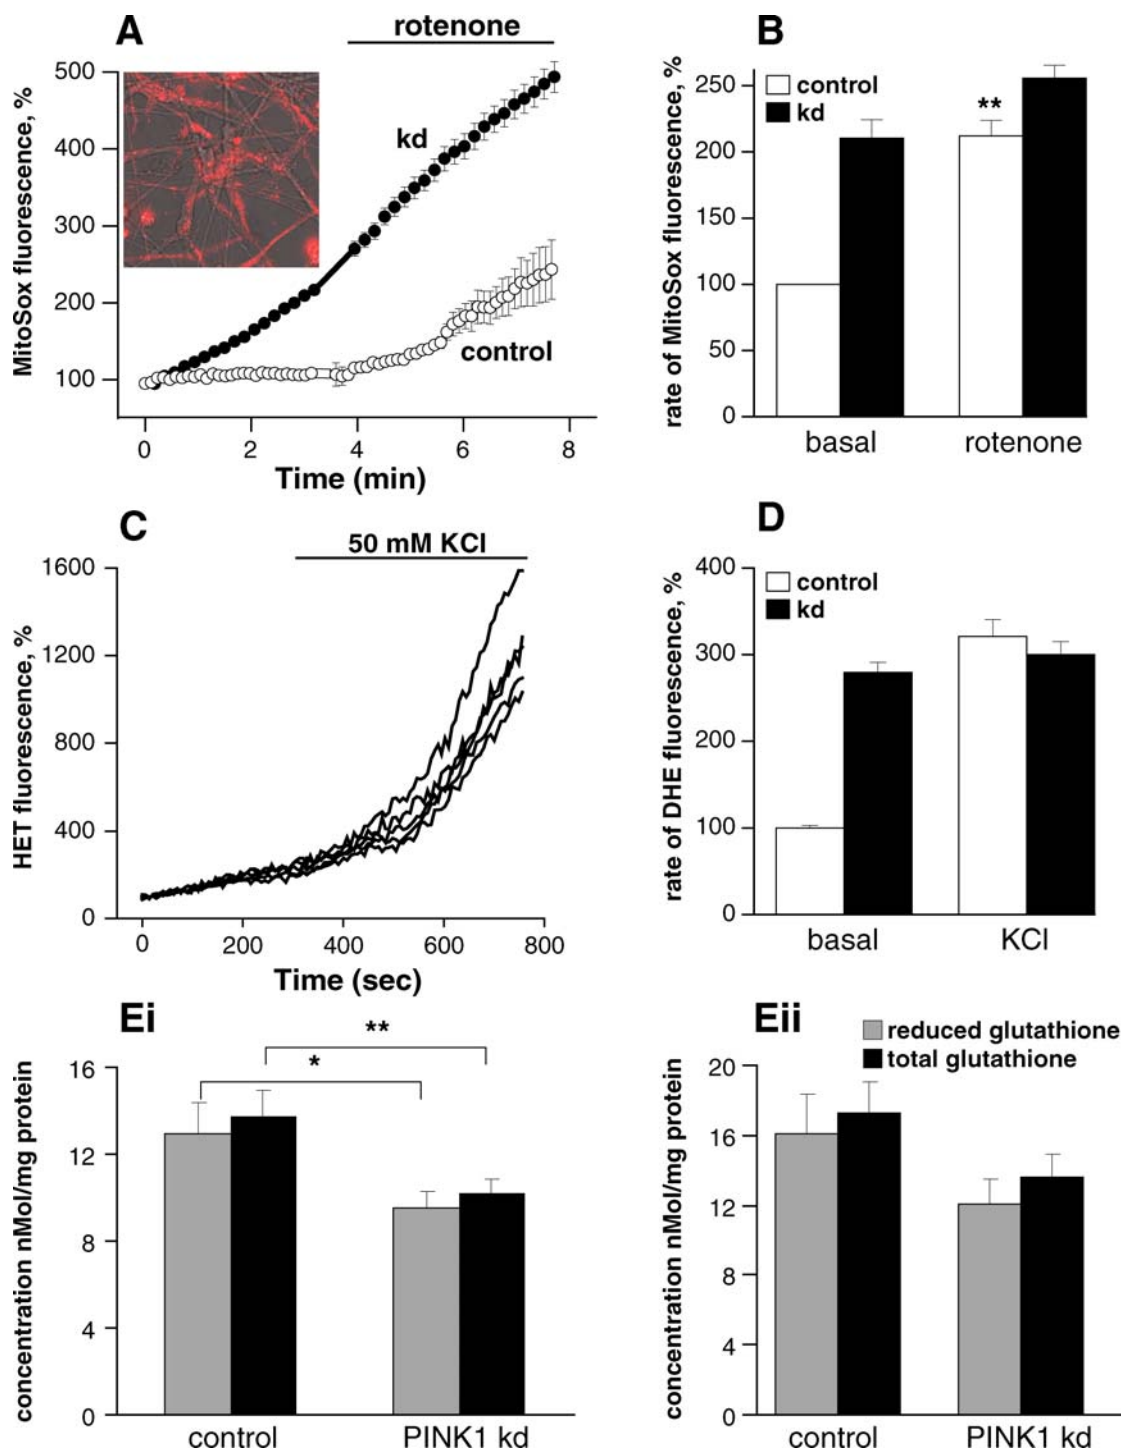 A
rotenone
MitoSox fluorescence, %
500
400
300
200
100
kd
control
0 2 4 6 8
Time (min)
B
rate of MitoSox fluorescence, %
250
200
150
100
50
0
control
kd
**
basal rotenone
C
50 mM KCl
HET fluorescence, %
1600
1200
800
400
0
0 200 400 600 800
Time (sec)
D
rate of DHE fluorescence, %
400
300
200
100
0
control
kd
basal KCl
Ei
**
*
concentration nMol/mg protein
16
12
8
4
0
control PINK1 kd
Eii
reduced glutathione
total glutathione
concentration nMol/mg protein
20
16
12
8
4
0
control PINK1 kd